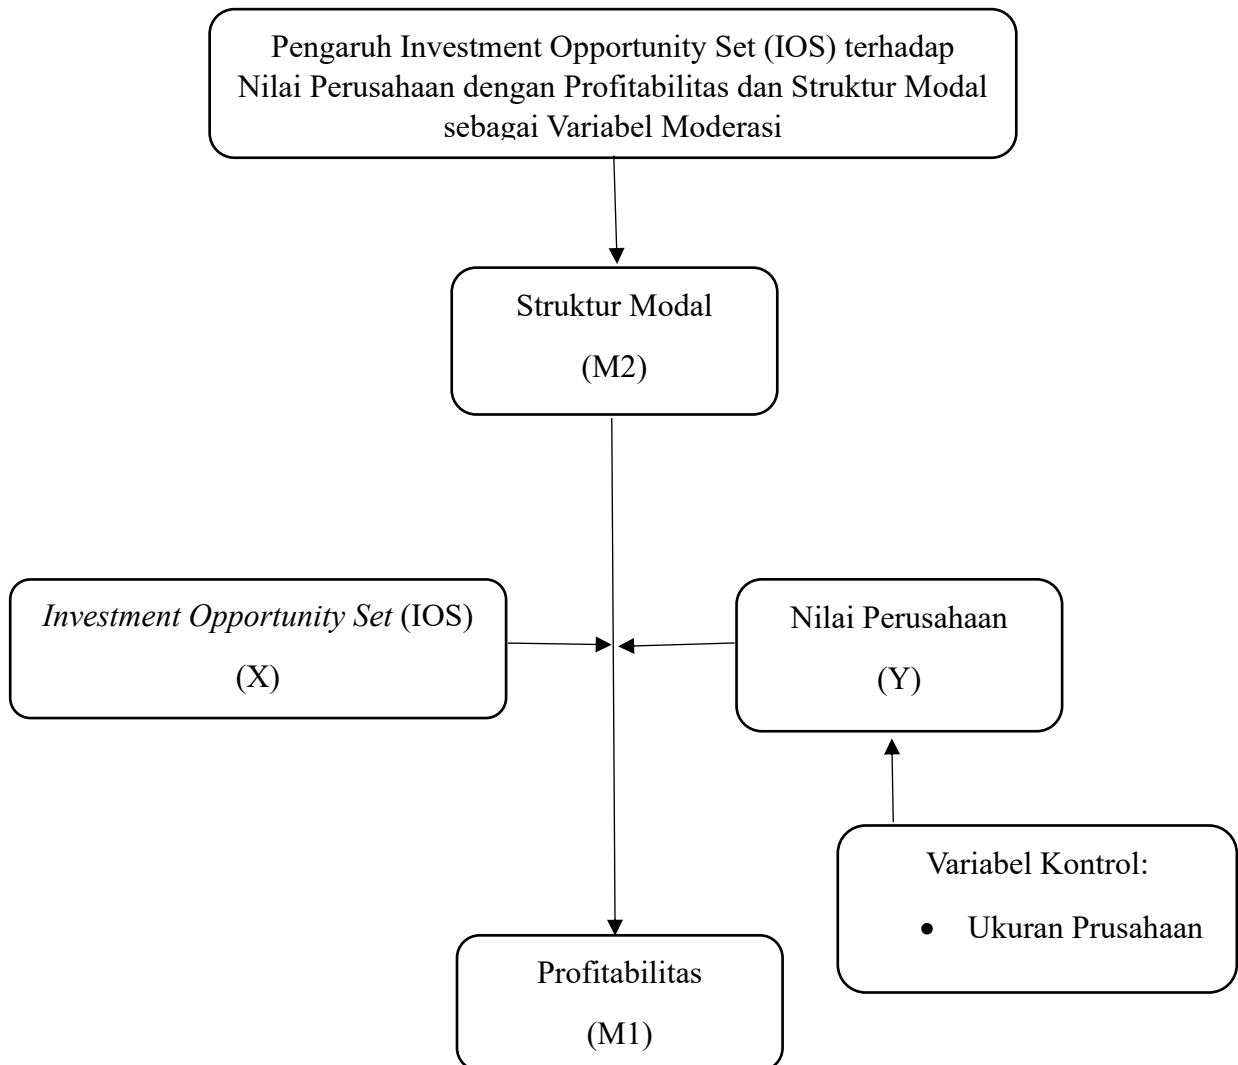 Pengaruh Investment Opportunity Set (IOS) terhadap
Nilai Perusahaan dengan Profitabilitas dan Struktur Modal
sebagai Variabel Moderasi
Struktur Modal
(M2)
Investment Opportunity Set (IOS)
(X)
Nilai Perusahaan
(Y)
Variabel Kontrol:
• Ukuran Prusahaan
Profitabilitas
(M1)